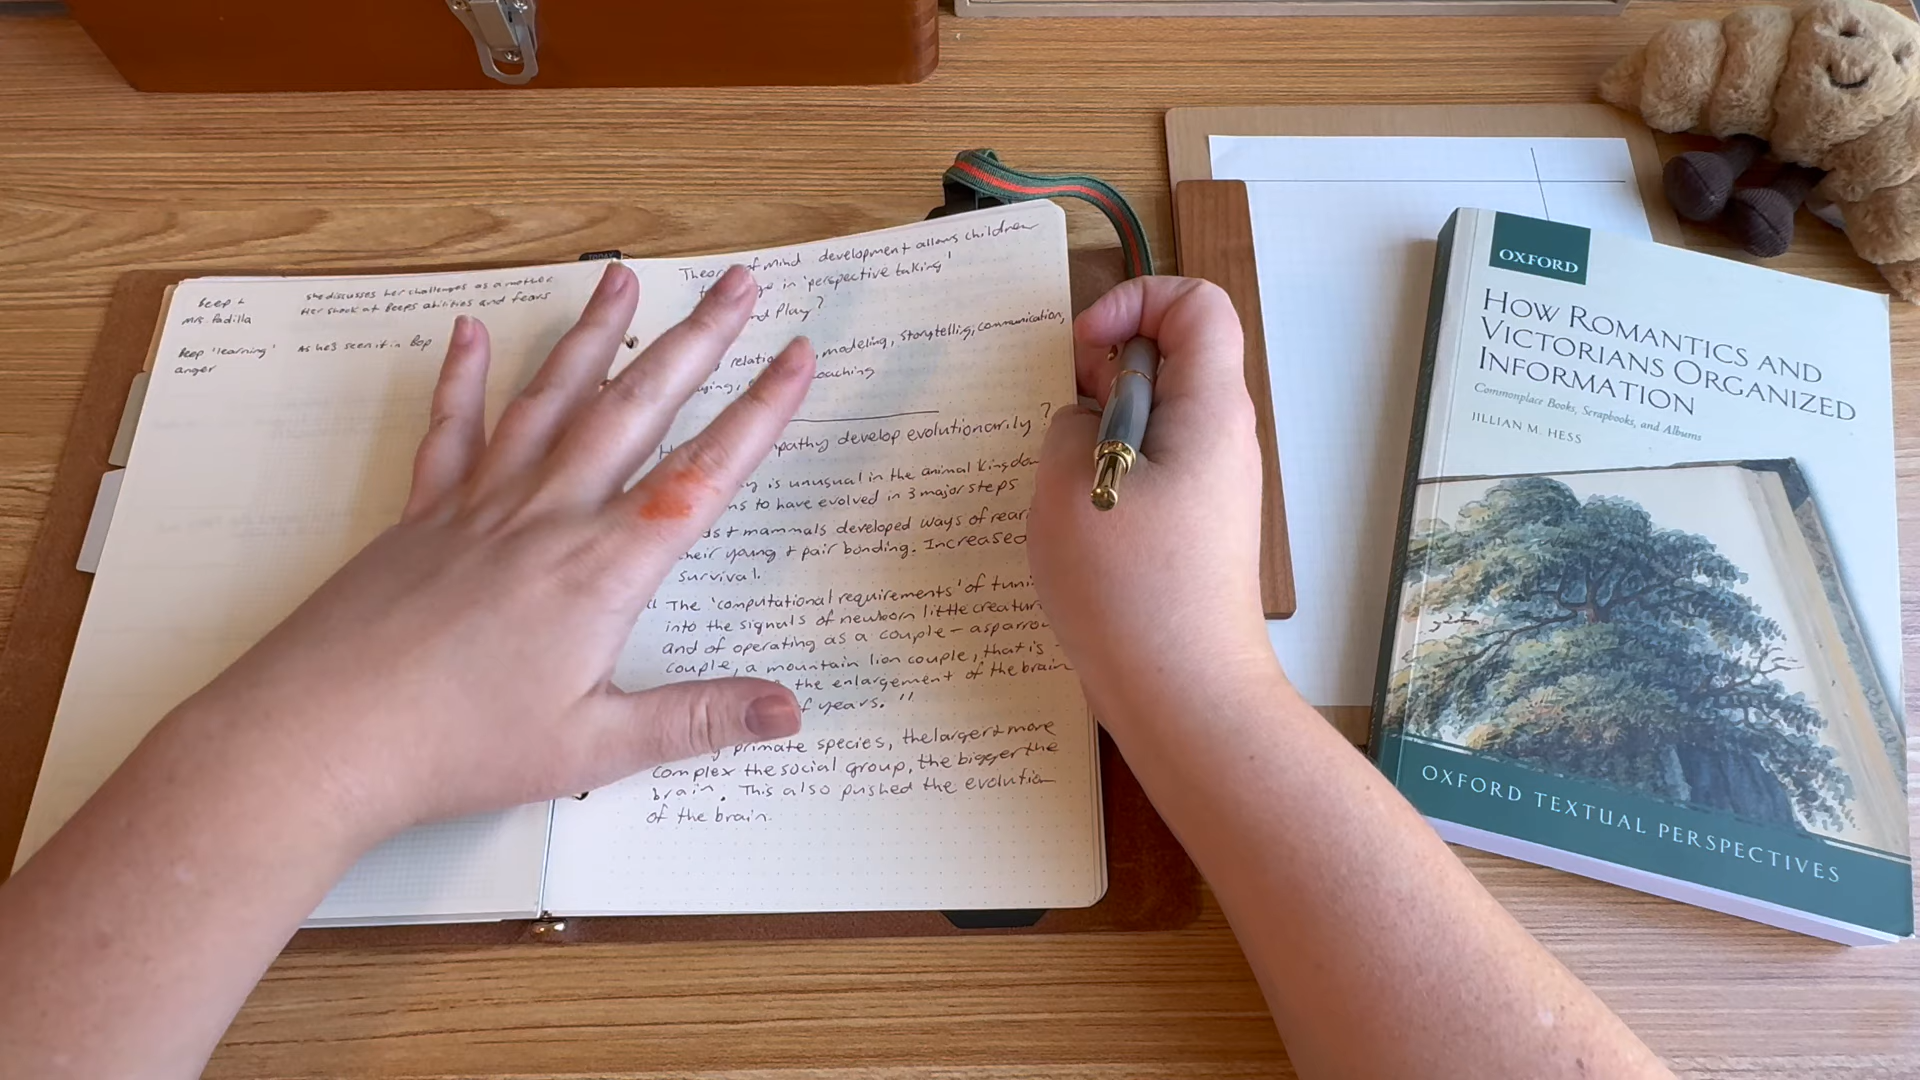 Beep +
Mrs. Padilla
She discusses her challenges as a mother
Her shock at Beeps abilities and fears
Beep 'learning'
anger
As he's seen it in Bop
TODAY
Theory of mind development allows children
in 'perspective taking'
Play?
modeling, storytelling, communication,
coaching
develop evolutionarily?
is unusual in the animal kingdom
to have evolved in 3 major steps
+ mammals developed ways of
their young + pair bonding. Increased
survival.
" The 'computational requirements' of
into the signals of newborn little
and of operating as a couple - a
couple, a mountain lion couple, that is -
the enlargement of the brain
of years. "
primate species, the larger + more
complex the social group, the bigger the
brain. This also pushed the evolution
of the brain.
OXFORD
HOW ROMANTICS AND
VICTORIANS ORGANIZED
INFORMATION
Commonplace Books, Scrapbooks, and Albums
JILLIAN M. HESS
OXFORD TEXTUAL PERSPECTIVES